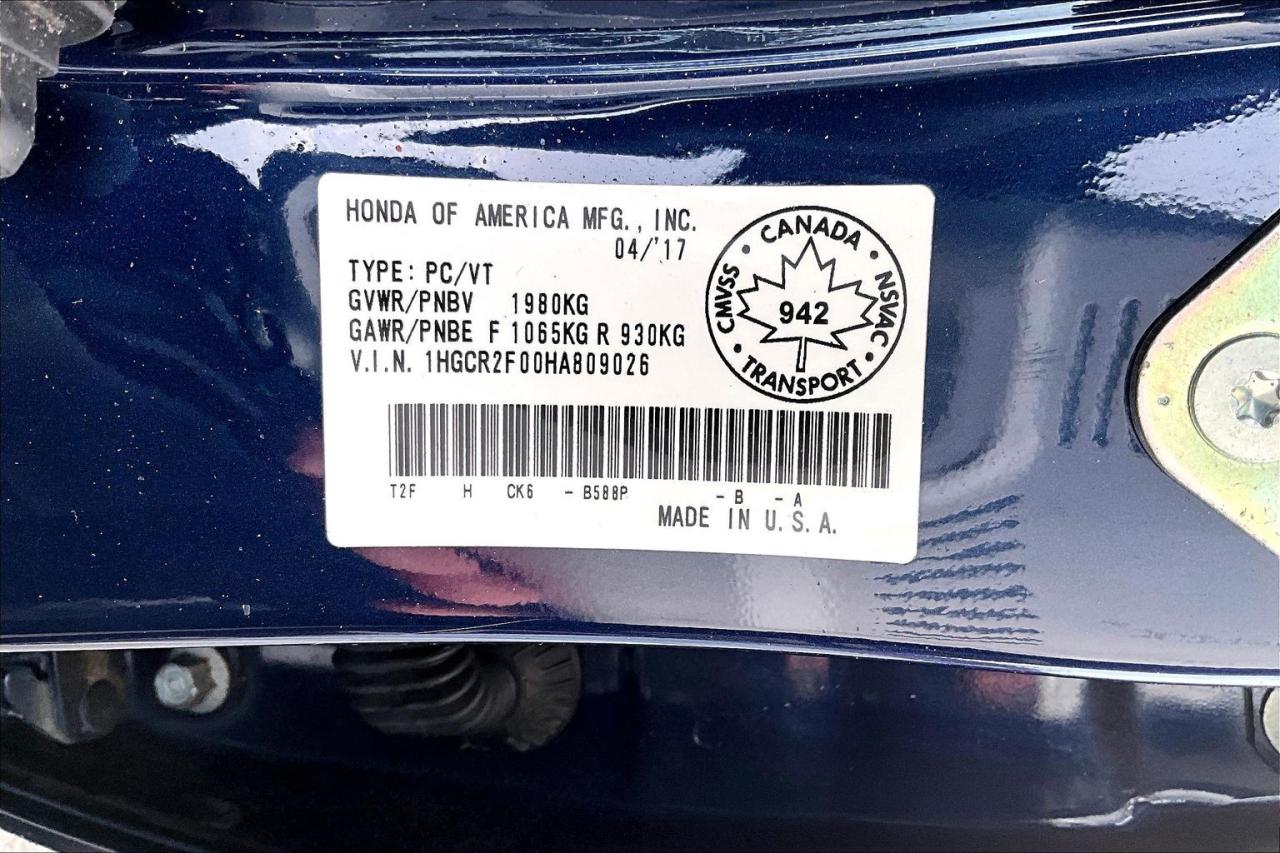 HONDA OF AMERICA MFG., INC.
04/'17
TYPE: PC/VT
GVWR/PNBV 1980KG
GAWR/PNBE F 1065KG R 930KG
V.I.N. 1HGCR2F00HA809026
CANADA • NSVAC • TRANSPORT • CMVSS •
942
T2F H CK6 - B588P - B - A
MADE IN U.S.A.